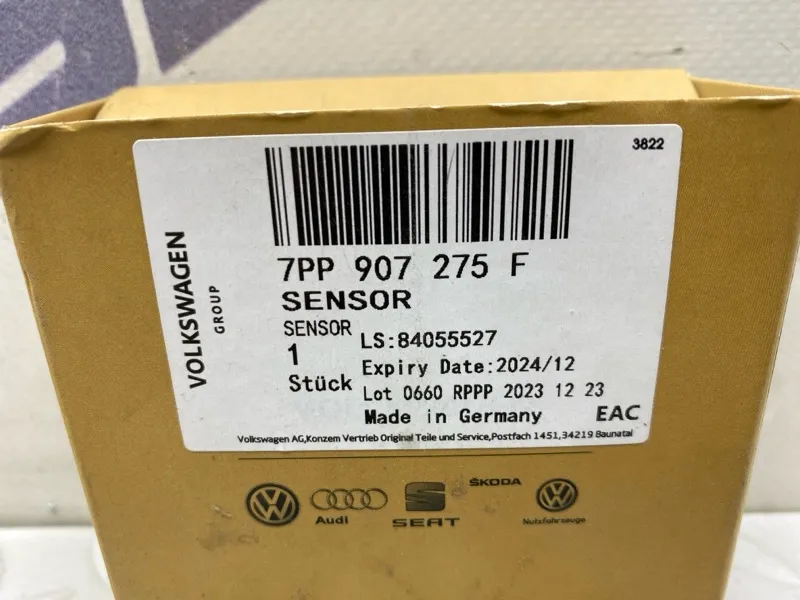 3822
VOLKSWAGEN
GROUP
7PP 907 275 F
SENSOR
SENSOR
1
Stück
LS:84055527
Expiry Date:2024/12
Lot 0660 RPPP 2023 12 23
Made in Germany
EAC
Volkswagen AG,Konzem Vertrieb Original Teile und Service,Postfach 1451,34219 Baunatal
Audi
SEAT
ŠKODA
Nutzfahrzeuge